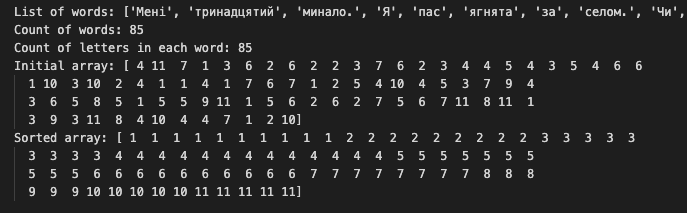 List of words: ['Мені', 'тринадцятий', 'минало.', 'Я', 'пас', 'ягнята', 'за', 'селом.', 'Чи',
Count of words: 85
Count of letters in each word: 85
Initial array: [ 4 11  7  1  3  6  2  6  2  2  3  7  6  2  3  4  4  5  4  3  5  4  6  6
  1 10  3 10  2  4  1  1  4  1  7  6  7  1  2  5  4 10  4  5  3  7  9  4
  3  6  5  8  5  1  5  5  9 11  1  5  6  2  6  2  7  5  6  7 11  8 11  1
  3  9  3 11  8  4 10  4  4  7  1  2 10]
Sorted array: [ 1  1  1  1  1  1  1  1  1  1  2  2  2  2  2  2  2  2  2  3  3  3  3  3
  3  3  3  3  4  4  4  4  4  4  4  4  4  4  4  4  4  5  5  5  5  5  5  5
  5  5  5  6  6  6  6  6  6  6  6  6  6  7  7  7  7  7  7  7  7  8  8  8
  9  9  9 10 10 10 10 10 11 11 11 11 11]